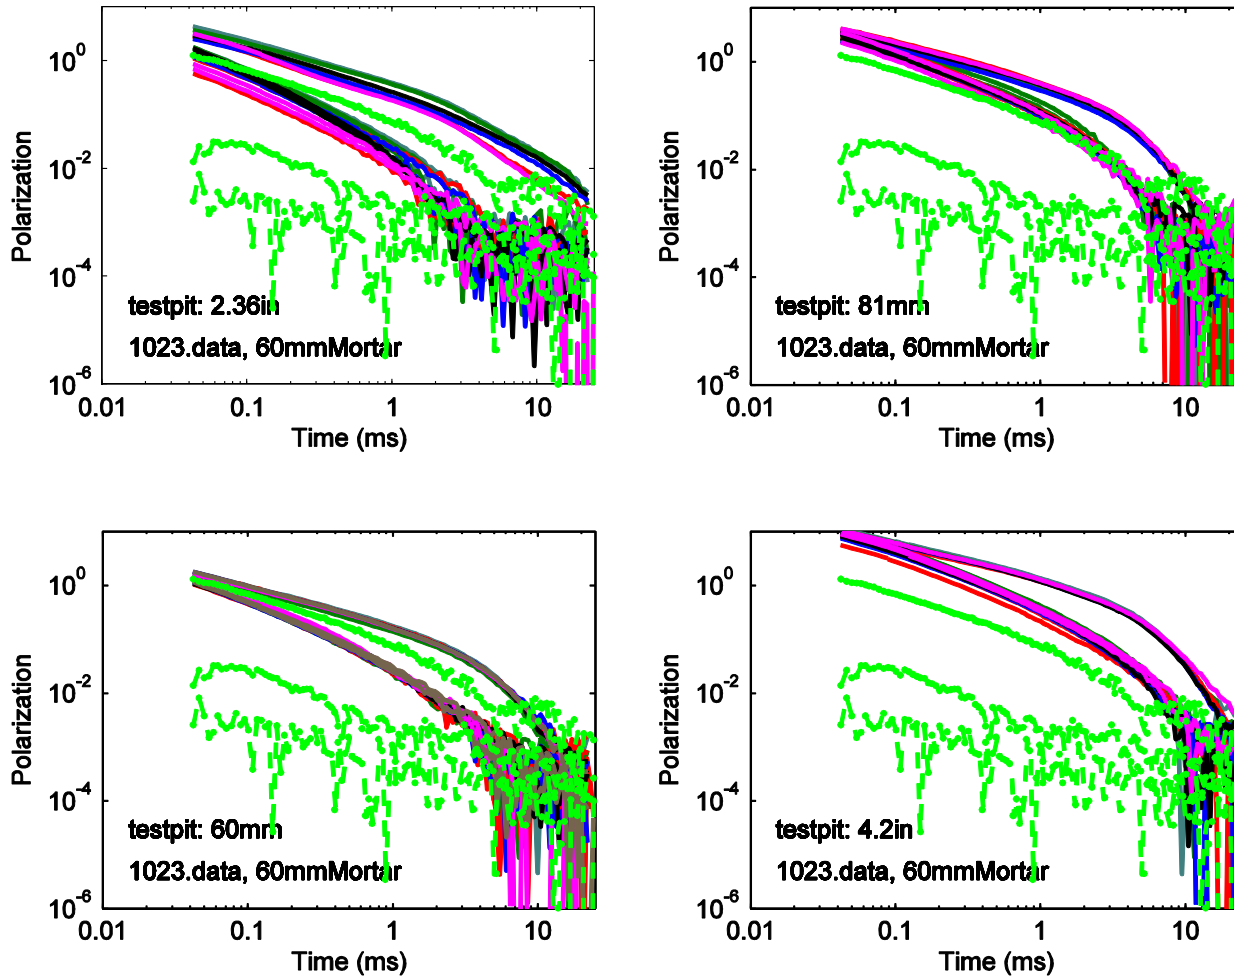 10^0
10^-2
10^-4
10^-6
Polarization
testpit: 2.36in
1023.data, 60mmMortar
0.01 0.1 1 10
Time (ms)
10^0
10^-2
10^-4
10^-6
Polarization
testpit: 81mm
1023.data, 60mmMortar
0.01 0.1 1 10
Time (ms)
10^0
10^-2
10^-4
10^-6
Polarization
testpit: 60mm
1023.data, 60mmMortar
0.01 0.1 1 10
Time (ms)
10^0
10^-2
10^-4
10^-6
Polarization
testpit: 4.2in
1023.data, 60mmMortar
0.01 0.1 1 10
Time (ms)